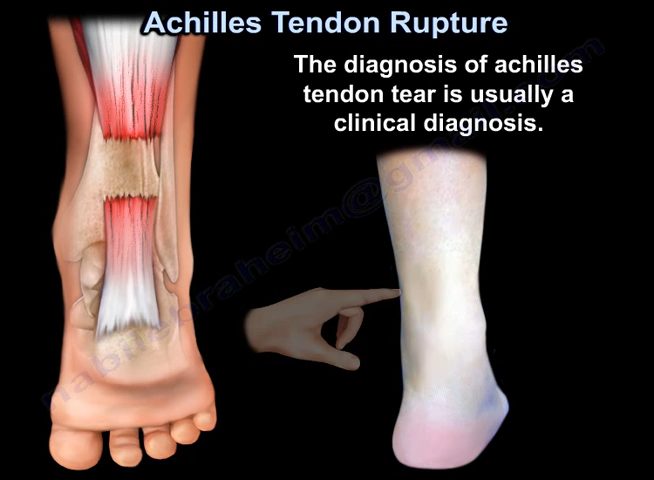 Achilles Tendon Rupture
The diagnosis of achilles
tendon tear is usually a
clinical diagnosis.